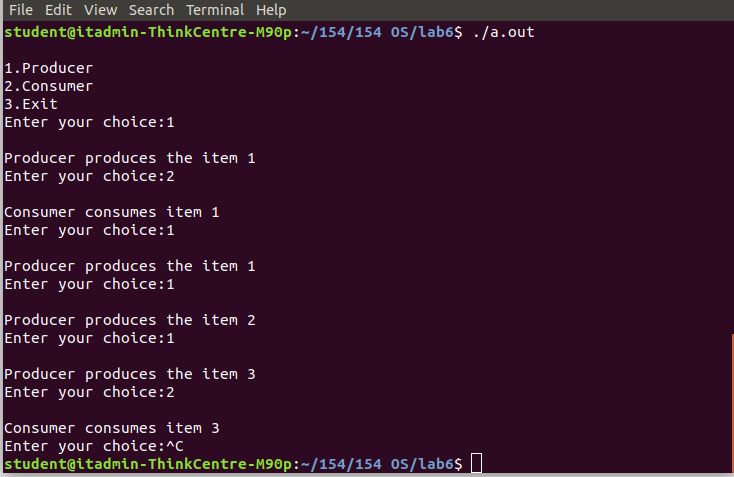 File Edit View Search Terminal Help
student@itadmin-ThinkCentre-M90p:~/154/154 OS/lab6$ ./a.out
1.Producer
2.Consumer
3.Exit
Enter your choice:1
Producer produces the item 1
Enter your choice:2
Consumer consumes item 1
Enter your choice:1
Producer produces the item 1
Enter your choice:1
Producer produces the item 2
Enter your choice:1
Producer produces the item 3
Enter your choice:2
Consumer consumes item 3
Enter your choice:^C
student@itadmin-ThinkCentre-M90p:~/154/154 OS/lab6$